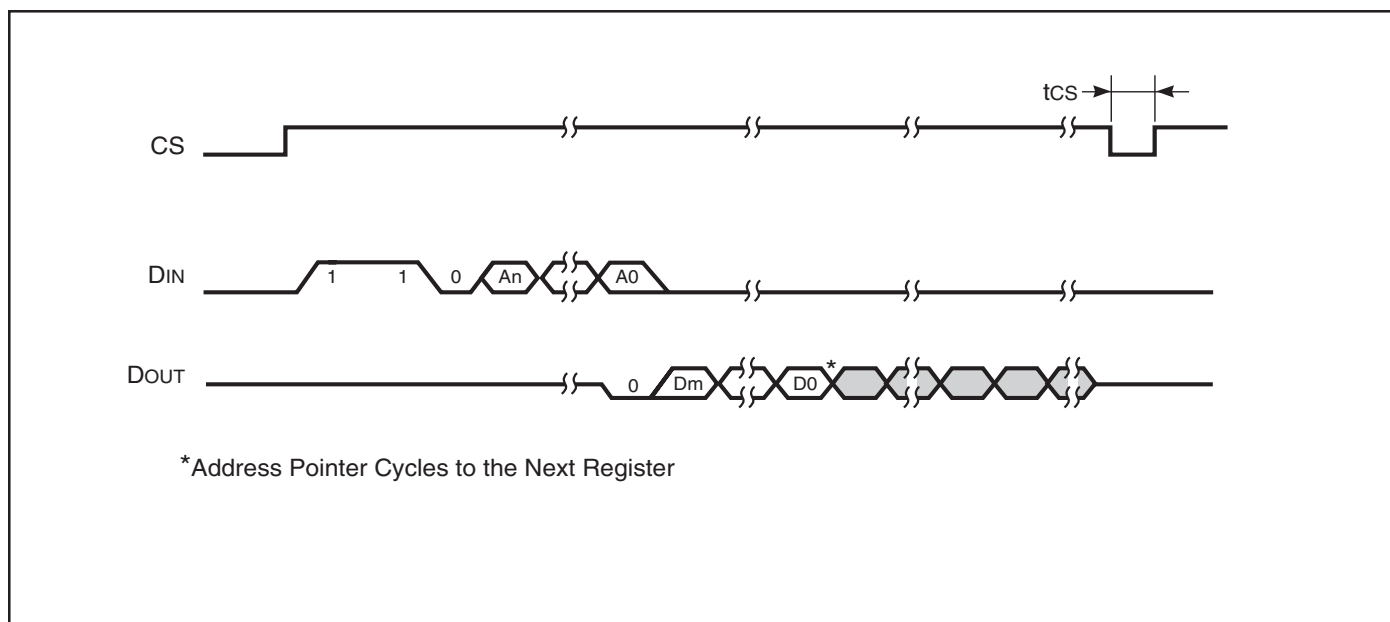 tCS
CS
DIN
1 1 0 An A0
DOUT
0 Dm D0 *
*Address Pointer Cycles to the Next Register